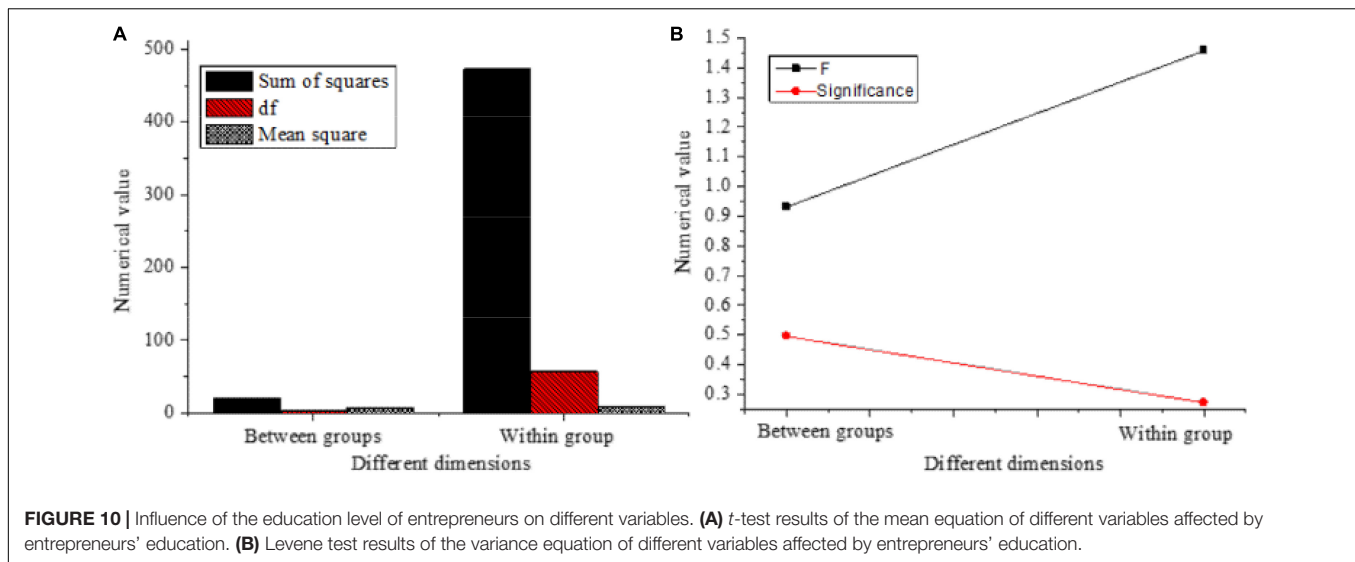 A
500
400
300
200
100
0
Numerical value
Sum of squares
df
Mean square
Between groups
Within group
Different dimensions
B
1.5
1.4
1.3
1.2
1.1
1.0
0.9
0.8
0.7
0.6
0.5
0.4
0.3
Numerical value
F
Significance
Between groups
Within group
Different dimensions
FIGURE 10 | Influence of the education level of entrepreneurs on different variables. (A) t-test results of the mean equation of different variables affected by
entrepreneurs’ education. (B) Levene test results of the variance equation of different variables affected by entrepreneurs’ education.